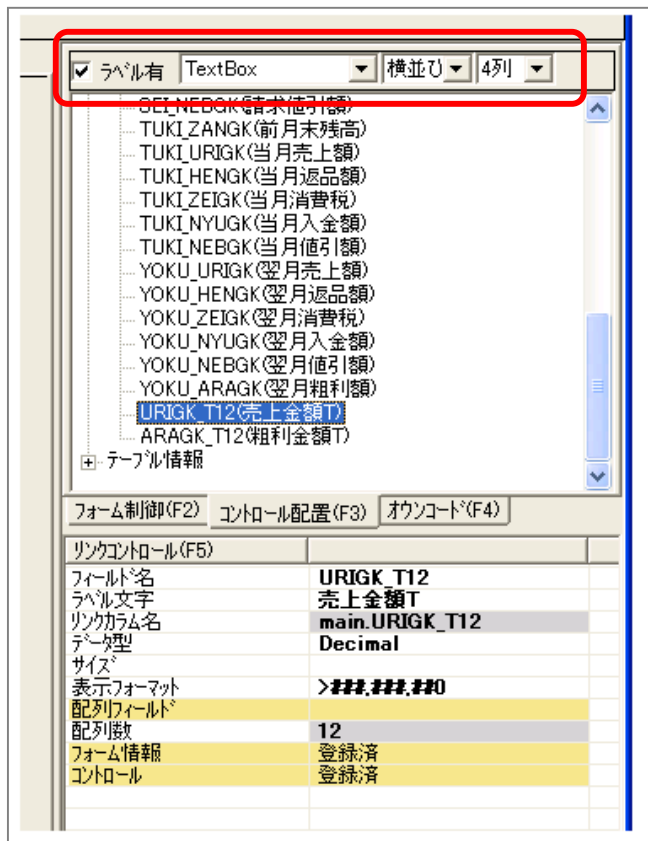 ラベル有 TextBox 横並び 4列
SEI_NEBGK(請求値引額)
TUKI_ZANGK(前月末残高)
TUKI_URIGK(当月売上額)
TUKI_HENGK(当月返品額)
TUKI_ZEIGK(当月消費税)
TUKI_NYUGK(当月入金額)
TUKI_NEBGK(当月値引額)
YOKU_URIGK(翌月売上額)
YOKU_HENGK(翌月返品額)
YOKU_ZEIGK(翌月消費税)
YOKU_NYUGK(翌月入金額)
YOKU_NEBGK(翌月値引額)
YOKU_ARAGK(翌月粗利額)
URIGK_T12(売上金額T)
ARAGK_T12(粗利金額T)
テーブル情報
フォーム制御(F2) コントロール配置(F3) オウンコード(F4)
リンクコントロール(F5)
フィールド名 URIGK_T12
ラベル文字 売上金額T
リンクカラム名 main.URIGK_T12
データ型 Decimal
サイズ
表示フォーマット >###,###,##0
配列フィールド
配列数 12
フォーム情報 登録済
コントロール 登録済